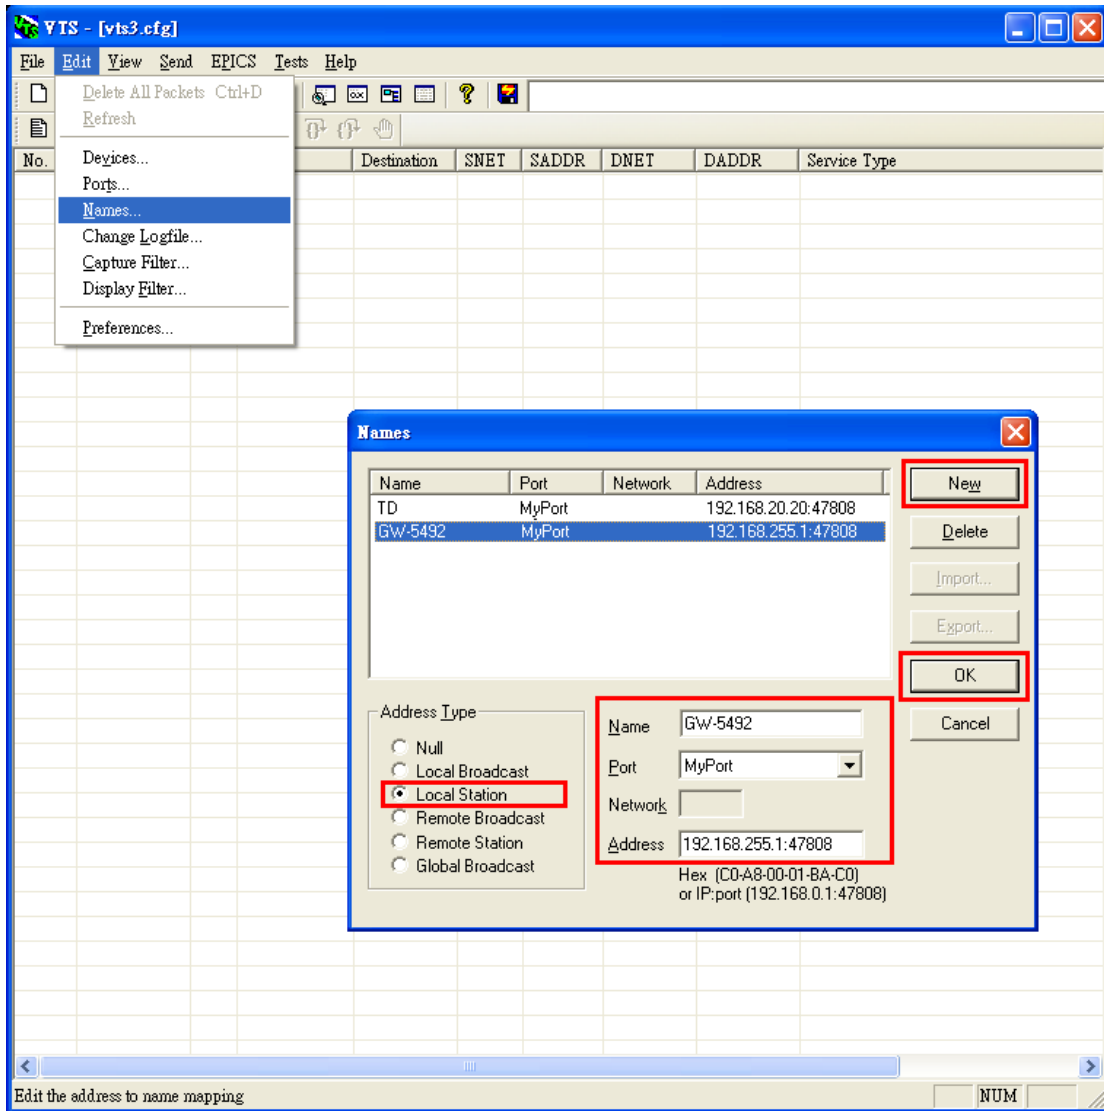 VTS - [vts3.cfg]
File Edit View Send EPICS Tests Help
Delete All Packets Ctrl+D
Refresh
Devices...
Ports...
Names...
Change Logfile...
Capture Filter...
Display Filter...
Preferences...
No. Destination SNET SADDR DNET DADDR Service Type
Names
Name Port Network Address
TD MyPort 192.168.20.20:47808
GW-5492 MyPort 192.168.255.1:47808
New
Delete
Import...
Export...
OK
Cancel
Address Type
Null
Local Broadcast
Local Station
Remote Broadcast
Remote Station
Global Broadcast
Name GW-5492
Port MyPort
Network
Address 192.168.255.1:47808
Hex (C0-A8-00-01-BA-C0)
or IP:port (192.168.0.1:47808)
Edit the address to name mapping NUM